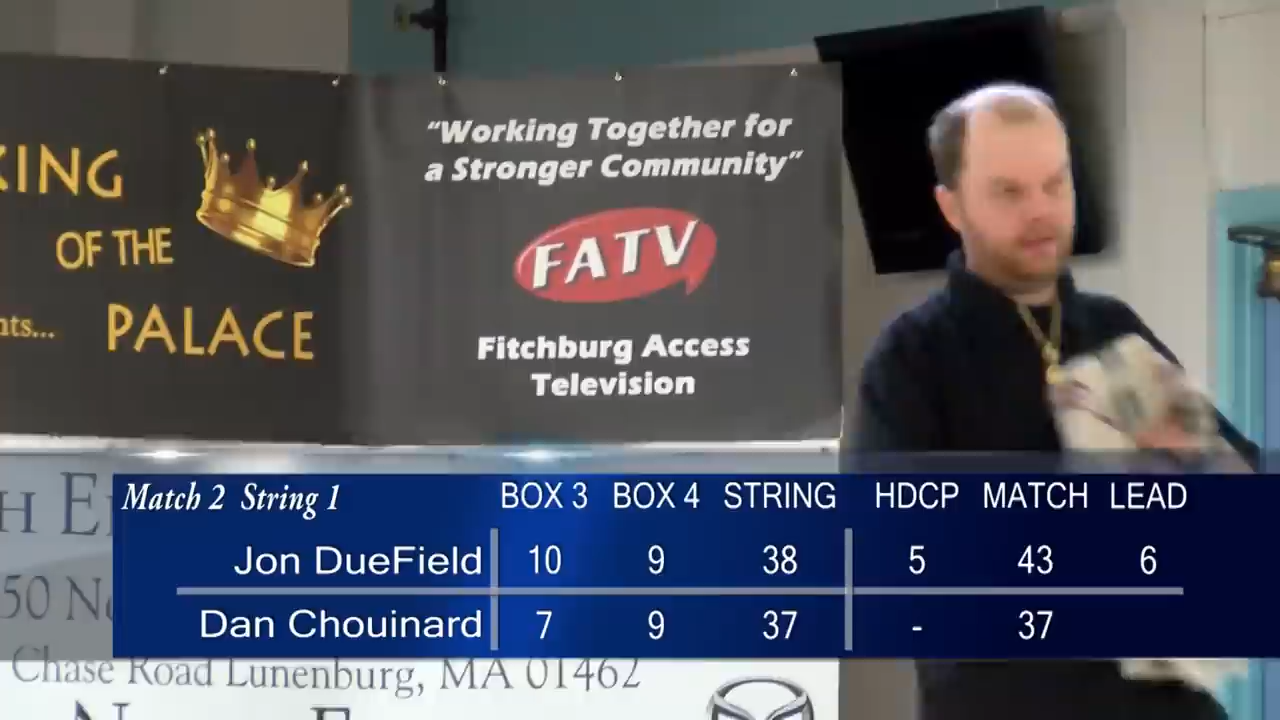 KING
OF THE
PALACE
“Working Together for
a Stronger Community”
FATV
Fitchburg Access
Television
Match 2 String 1 BOX 3 BOX 4 STRING HDCP MATCH LEAD
Jon DueField 10 9 38 5 43 6
Dan Chouinard 7 9 37 - 37
50
Chase Road Lunenburg, MA 01462